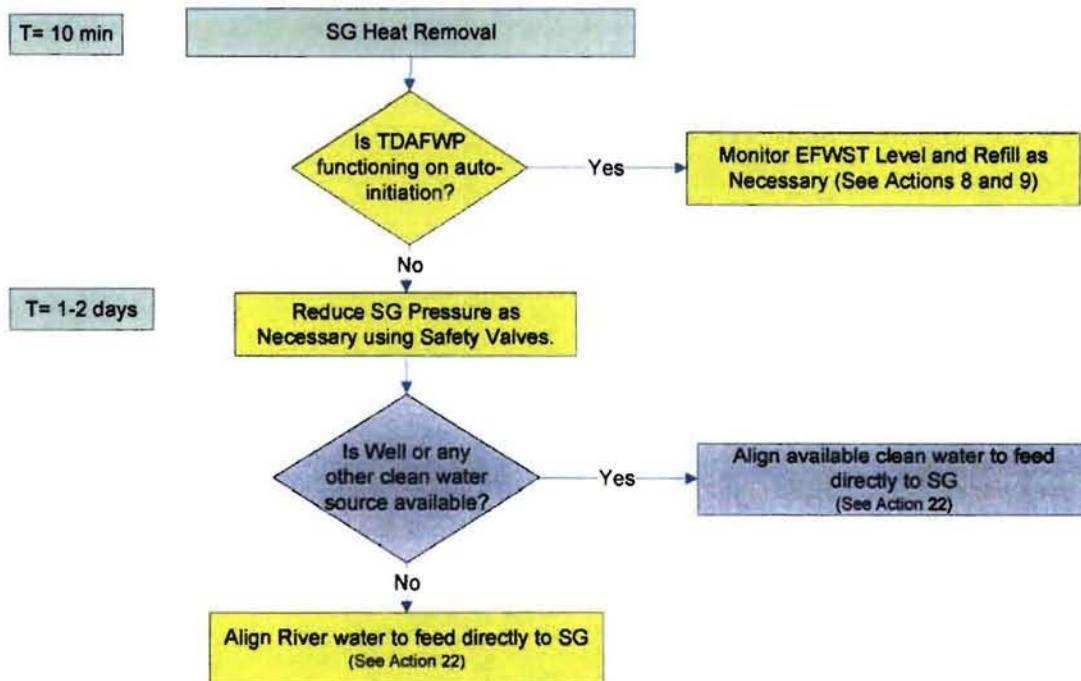 T= 10 min
SG Heat Removal
Is TDAFWP
functioning on auto-
initiation?
Yes
Monitor EFWST Level and Refill as
Necessary (See Actions 8 and 9)
No
T= 1-2 days
Reduce SG Pressure as
Necessary using Safety Valves.
Is Well or any
other clean water
source available?
Yes
Align available clean water to feed
directly to SG
(See Action 22)
No
Align River water to feed directly to SG
(See Action 22)